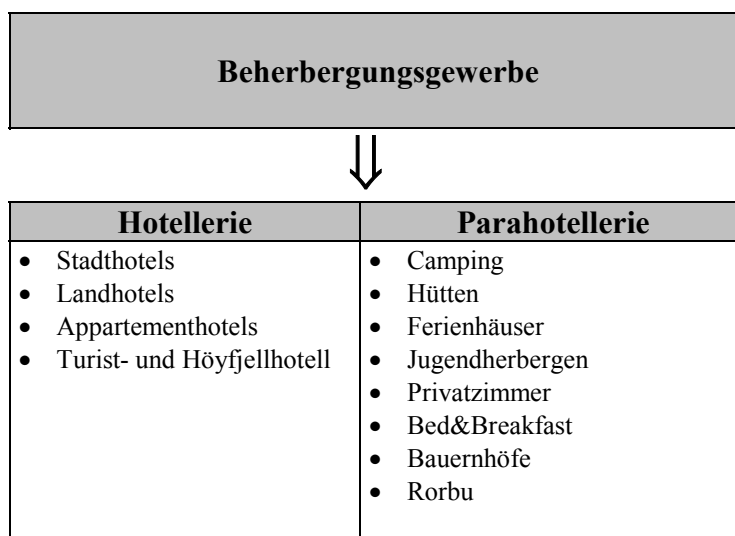 Beherbergungsgewerbe
⇓
Hotellerie
• Stadthotels
• Landhotels
• Appartementhotels
• Turist- und Höyfjellhotell
Parahotellerie
• Camping
• Hütten
• Ferienhäuser
• Jugendherbergen
• Privatzimmer
• Bed&Breakfast
• Bauernhöfe
• Rorbu